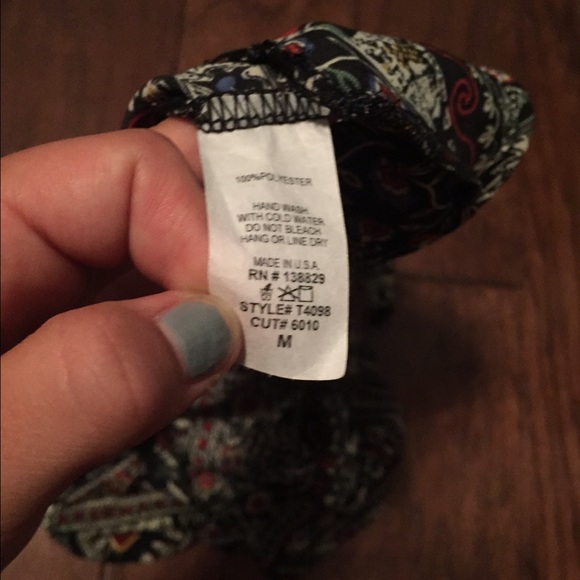 100%POLYESTER
HAND WASH
WITH COLD WATER
DO NOT BLEACH
HANG OR LINE DRY
MADE IN U.S.A.
RN # 138829
STYLE# T4098
CUT# 6010
M